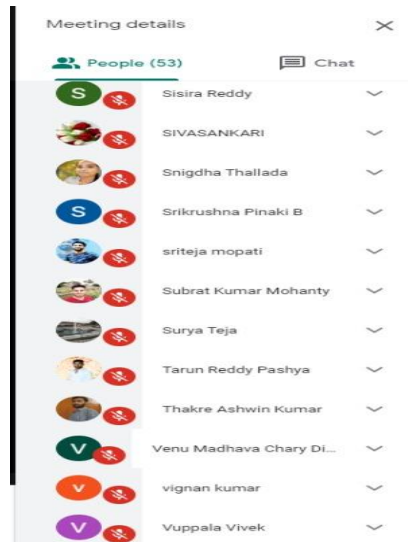 Meeting details
People (53)
Chat
S
Sisira Reddy
SIVASANKARI
Snigdha Thallada
S
Srikrushna Pinaki B
sriteja mopati
Subrat Kumar Mohanty
Surya Teja
Tarun Reddy Pashya
Thakre Ashwin Kumar
V
Venu Madhava Chary Di...
V
vignan kumar
V
Vuppala Vivek